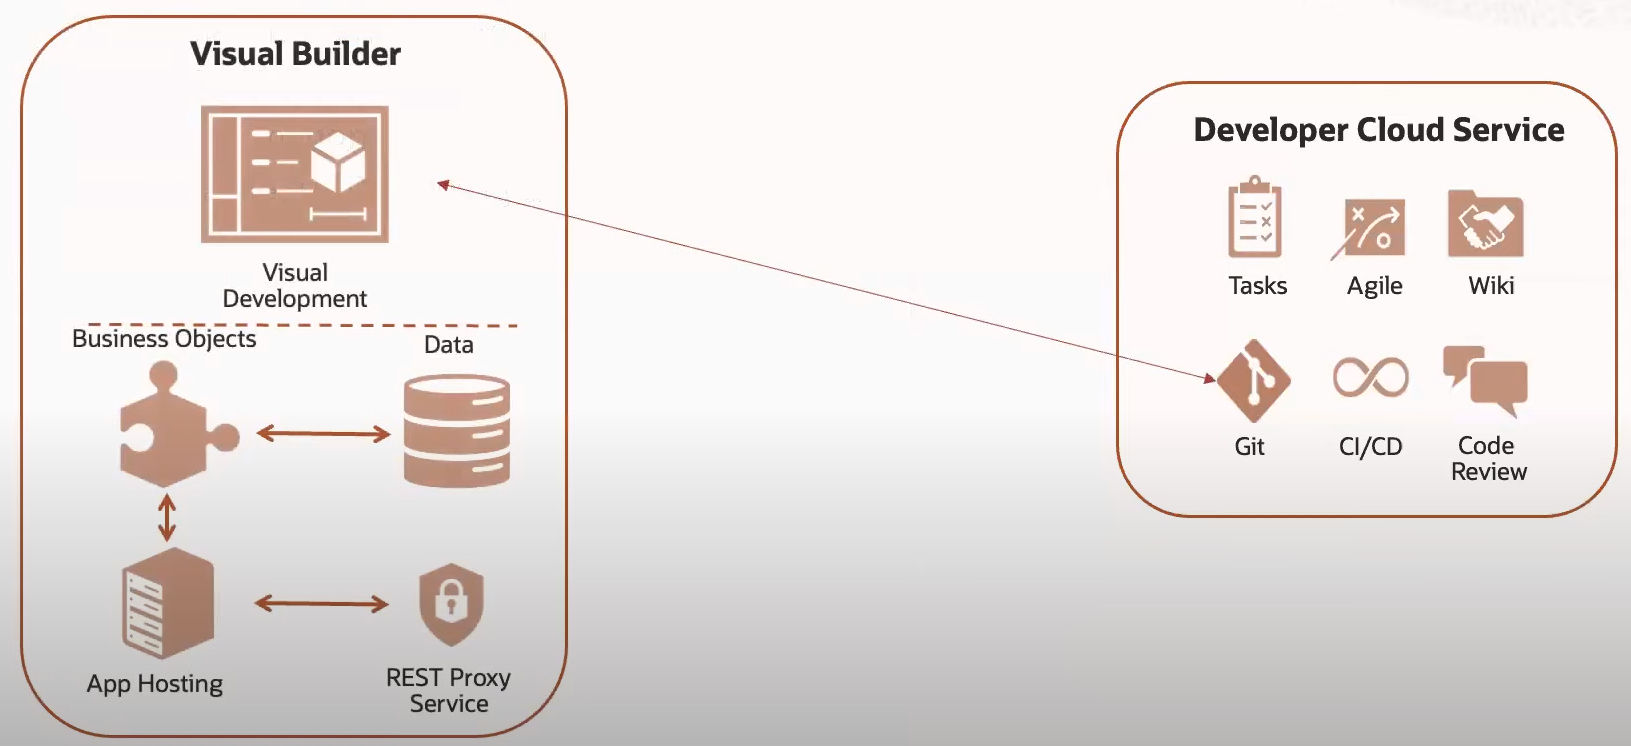 Visual Builder
Visual
Development
Business Objects
Data
App Hosting
REST Proxy
Service
Developer Cloud Service
Tasks
Agile
Wiki
Git
CI/CD
Code
Review